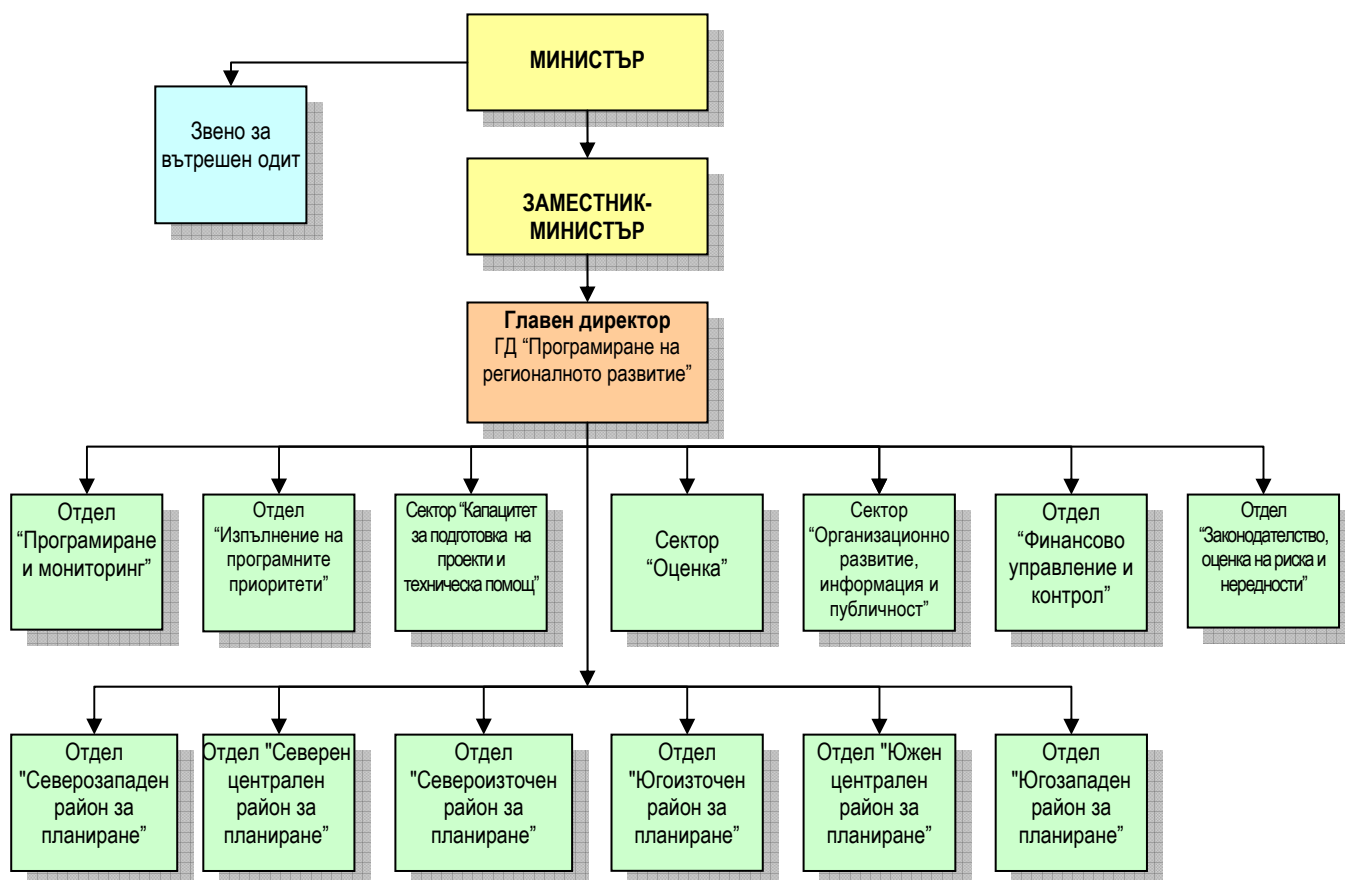 МИНИСТЪР
Звено за
вътрешен одит
ЗАМЕСТНИК-
МИНИСТЪР
Главен директор
ГД “Програмиране на
регионалното развитие”
Отдел
“Програмиране
и мониторинг”
Отдел
“Изпълнение на
програмните
приоритети”
Сектор “Капацитет
за подготовка на
проекти и
техническа помощ”
Сектор
“Оценка”
Сектор
“Организационно
развитие,
информация и
публичност”
Отдел
“Финансово
управление и
контрол”
Отдел
“Законодателство,
оценка на риска и
нередности”
Отдел
"Северозападен
район за
планиране”
Отдел "Северен
централен
район за
планиране”
Отдел
"Североизточен
район за
планиране”
Отдел
"Югоизточен
район за
планиране”
Отдел "Южен
централен
район за
планиране”
Отдел
"Югозападен
район за
планиране”